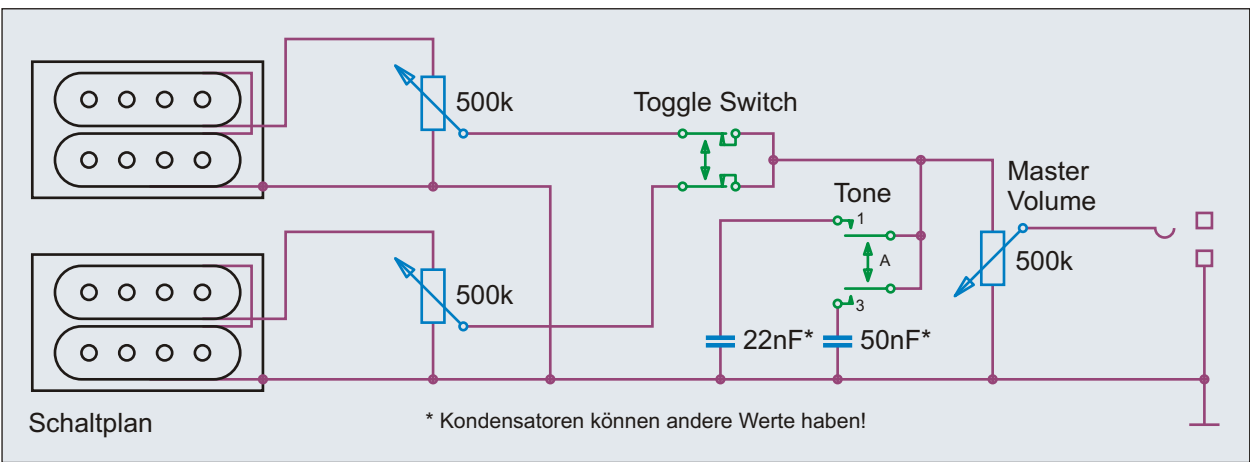 500k
Toggle Switch
Tone
1
A
3
Master
Volume
500k
500k
22nF*
50nF*
Schaltplan
* Kondensatoren können andere Werte haben!